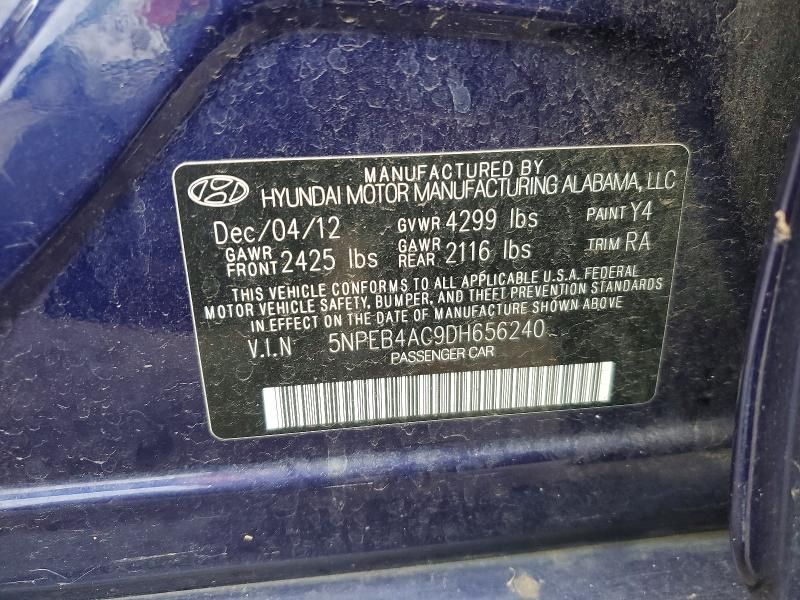 MANUFACTURED BY
HYUNDAI MOTOR MANUFACTURING ALABAMA, LLC
Dec/04/12 GVWR 4299 lbs PAINT Y4
GAWR FRONT 2425 lbs GAWR REAR 2116 lbs TRIM RA
THIS VEHICLE CONFORMS TO ALL APPLICABLE U.S.A. FEDERAL
MOTOR VEHICLE SAFETY, BUMPER, AND THEFT PREVENTION STANDARDS
IN EFFECT ON THE DATE OF MANUFACTURE SHOWN ABOVE
V.I.N 5NPEB4AC9DH656240
PASSENGER CAR